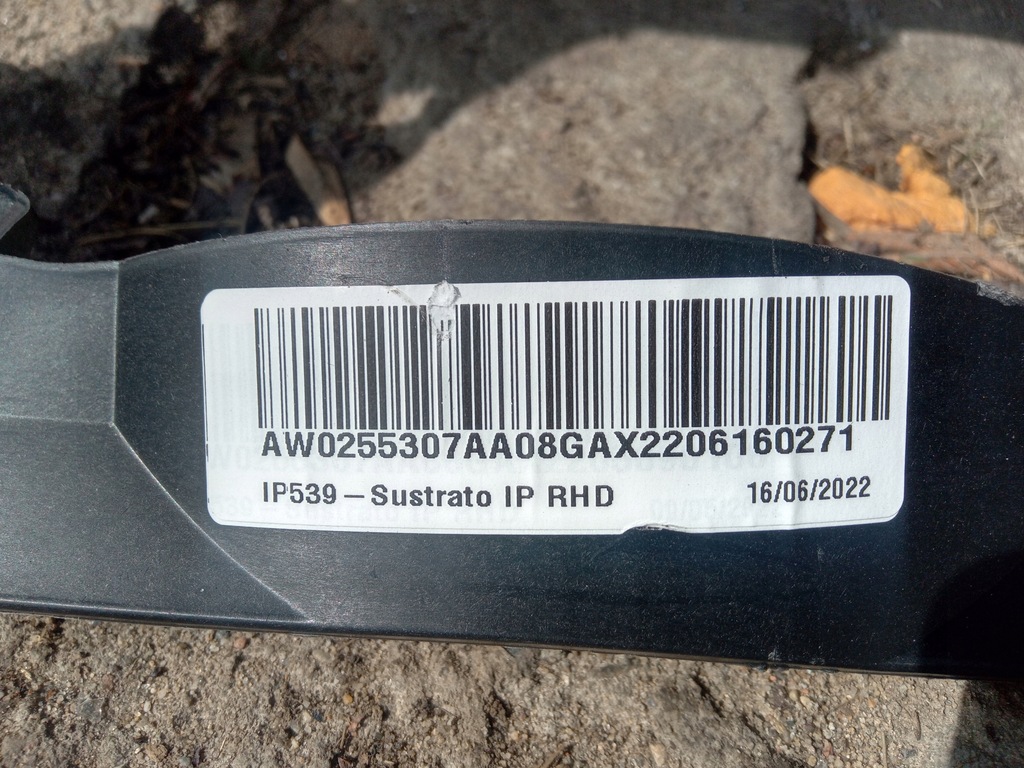 AW0255307AA08GAX2206160271
IP539 – Sustrato IP RHD 16/06/2022